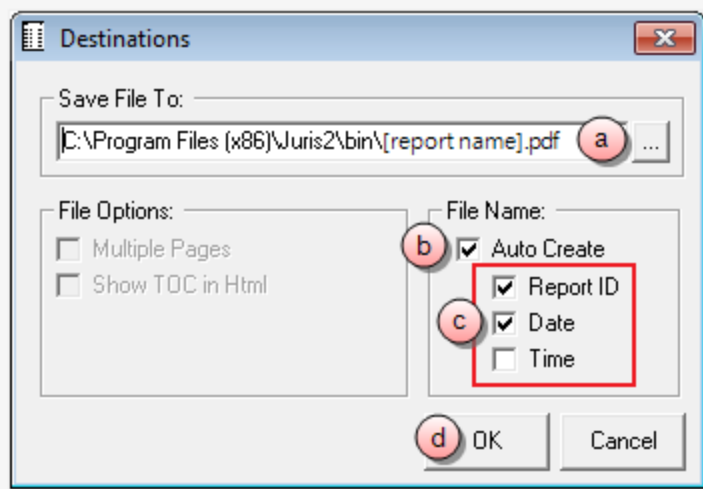 Destinations
Save File To:
C:\Program Files (x86)\Juris2\bin\[report name].pdf
a
...
File Options:
Multiple Pages
Show TOC in Html
File Name:
b
Auto Create
Report ID
c
Date
Time
d
OK
Cancel